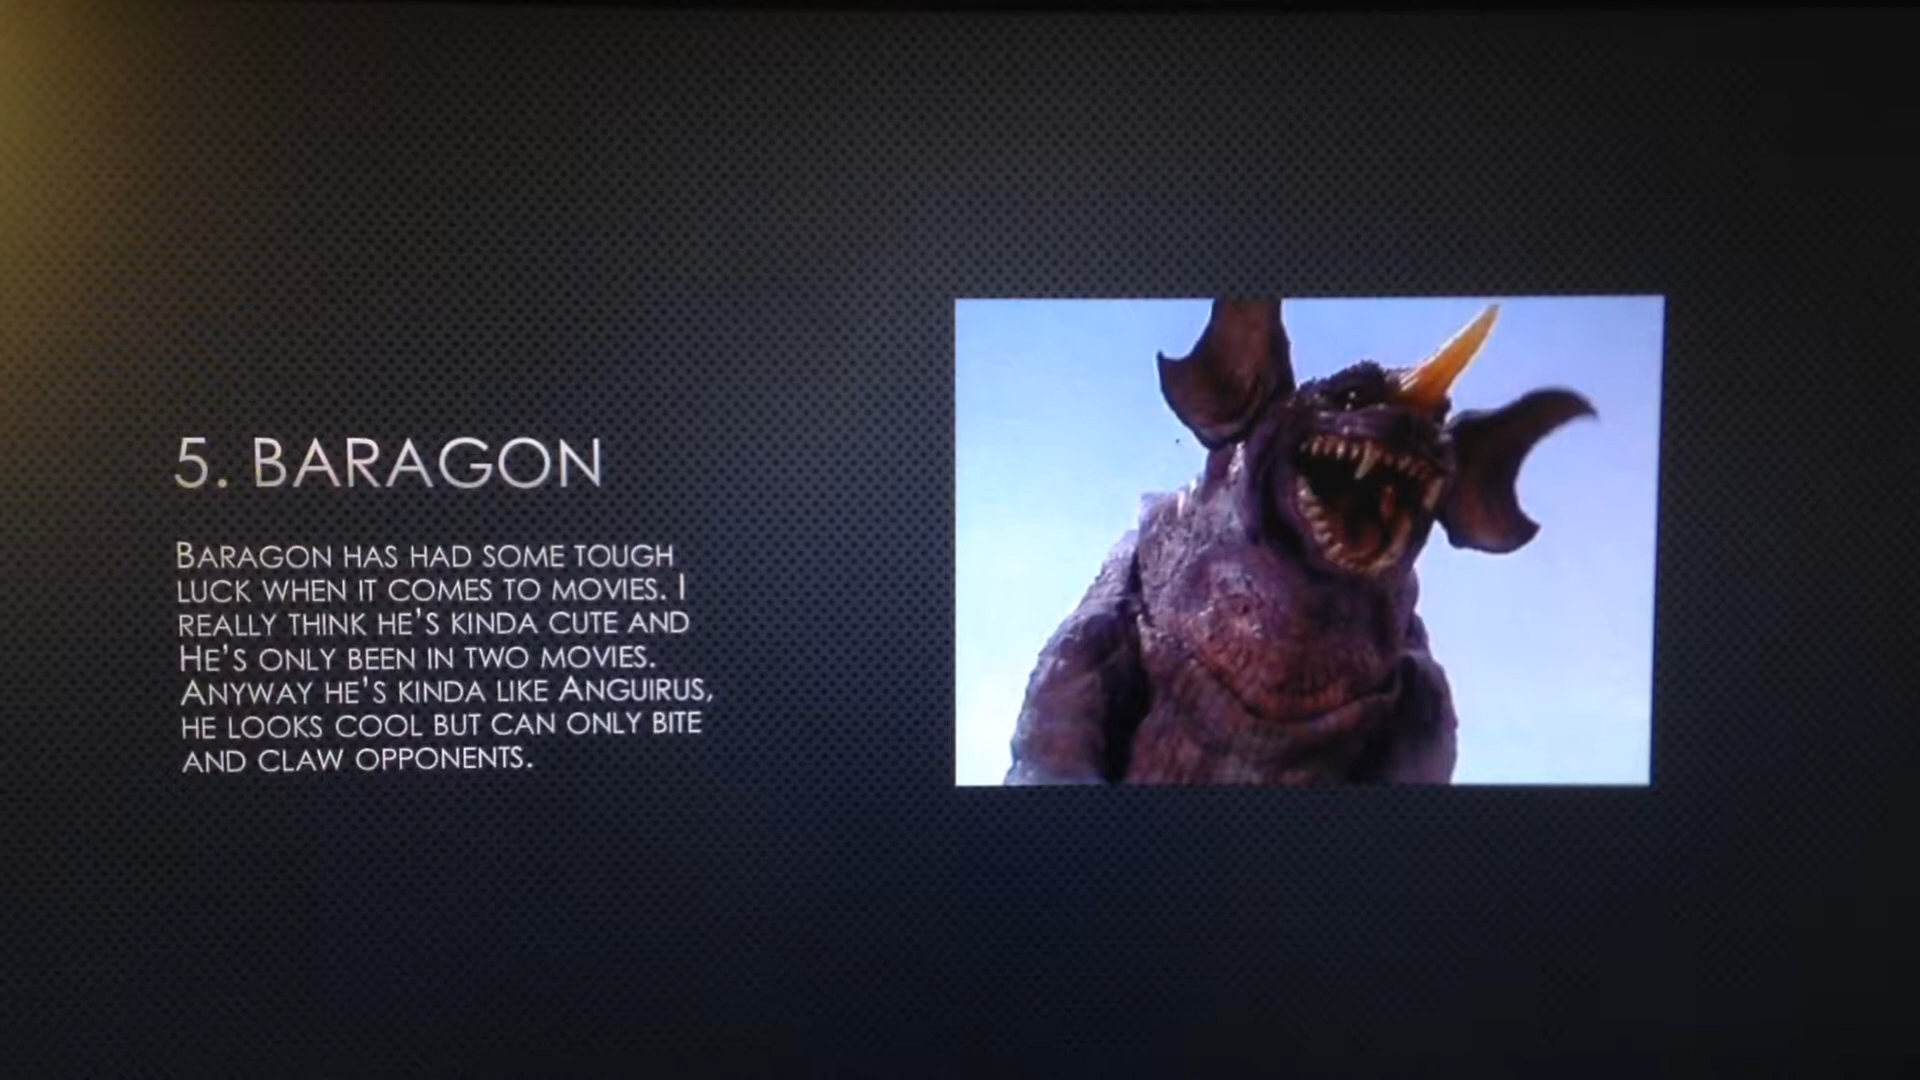 5. Baragon
Baragon has had some tough
luck when it comes to movies. I
really think he's kinda cute and
He's only been in two movies.
Anyway he's kinda like Anguirus,
he looks cool but can only bite
and claw opponents.